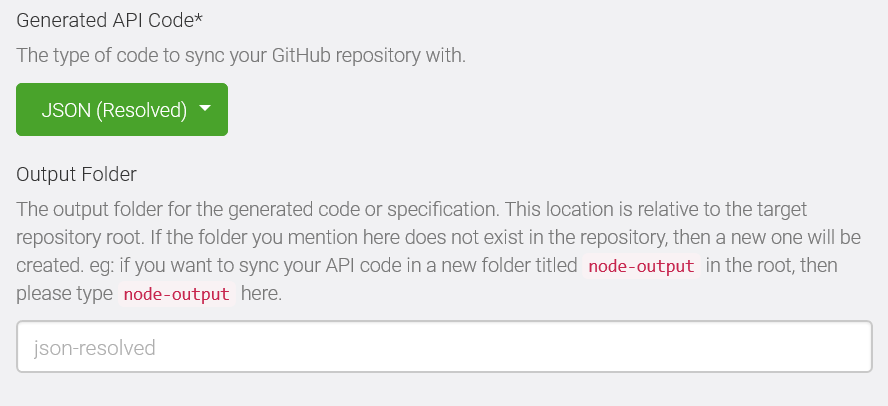 Generated API Code*
The type of code to sync your GitHub repository with.
JSON (Resolved)
Output Folder
The output folder for the generated code or specification. This location is relative to the target
repository root. If the folder you mention here does not exist in the repository, then a new one will be
created. eg: if you want to sync your API code in a new folder titled node-output in the root, then
please type node-output here.
json-resolved